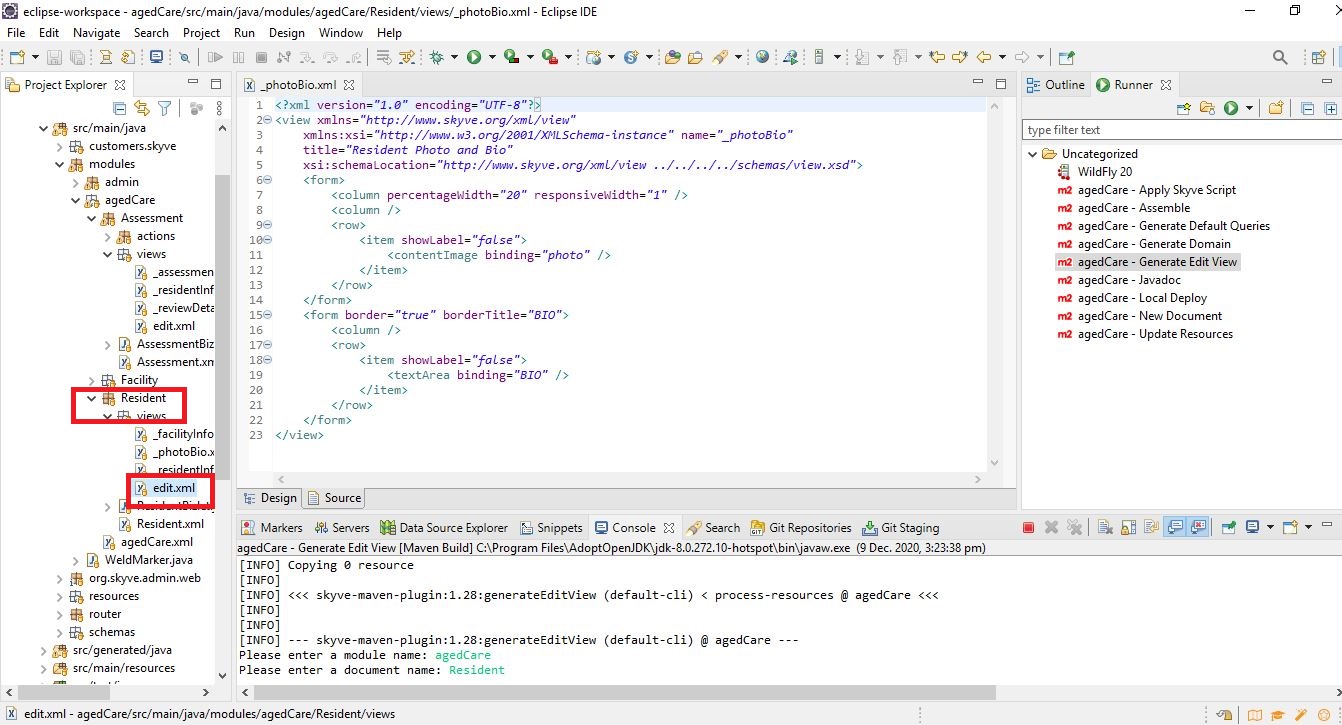 eclipse-workspace - agedCare/src/main/java/modules/agedCare/Resident/views/_photoBio.xml - Eclipse IDE
File Edit Navigate Search Project Run Design Window Help
Project Explorer
src/main/java
customers.skyve
modules
admin
agedCare
Assessment
actions
views
_assessmen
_residentInf
_reviewDeta
edit.xml
AssessmentBiz
Assessment.xm
Facility
Resident
views
_facilityInfo
_photoBio.x
_residentInf
edit.xml
ResidentBizlet
Resident.xml
agedCare.xml
WeldMarker.java
org.skyve.admin.web
resources
router
schemas
src/generated/java
src/main/resources
_photoBio.xml
1 <?xml version="1.0" encoding="UTF-8"?>
2 <view xmlns="http://www.skyve.org/xml/view"
3 xmlns:xsi="http://www.w3.org/2001/XMLSchema-instance" name="_photoBio"
4 title="Resident Photo and Bio"
5 xsi:schemaLocation="http://www.skyve.org/xml/view ../../../../schemas/view.xsd">
6 <form>
7 <column percentageWidth="20" responsiveWidth="1" />
8 <column />
9 <row>
10 <item showLabel="false">
11 <contentImage binding="photo" />
12 </item>
13 </row>
14 </form>
15 <form border="true" borderTitle="BIO">
16 <column />
17 <row>
18 <item showLabel="false">
19 <textArea binding="BIO" />
20 </item>
21 </row>
22 </form>
23 </view>
Design Source
Outline Runner
type filter text
Uncategorized
WildFly 20
m2 agedCare - Apply Skyve Script
m2 agedCare - Assemble
m2 agedCare - Generate Default Queries
m2 agedCare - Generate Domain
m2 agedCare - Generate Edit View
m2 agedCare - Javadoc
m2 agedCare - Local Deploy
m2 agedCare - New Document
m2 agedCare - Update Resources
Markers Servers Data Source Explorer Snippets Console Search Git Repositories Git Staging
agedCare - Generate Edit View [Maven Build] C:\Program Files\AdoptOpenJDK\jdk-8.0.272.10-hotspot\bin\javaw.exe (9 Dec. 2020, 3:23:38 pm)
[INFO] Copying 0 resource
[INFO]
[INFO] <<< skyve-maven-plugin:1.28:generateEditView (default-cli) < process-resources @ agedCare <<<
[INFO]
[INFO]
[INFO] --- skyve-maven-plugin:1.28:generateEditView (default-cli) @ agedCare ---
Please enter a module name: agedCare
Please enter a document name: Resident
edit.xml - agedCare/src/main/java/modules/agedCare/Resident/views